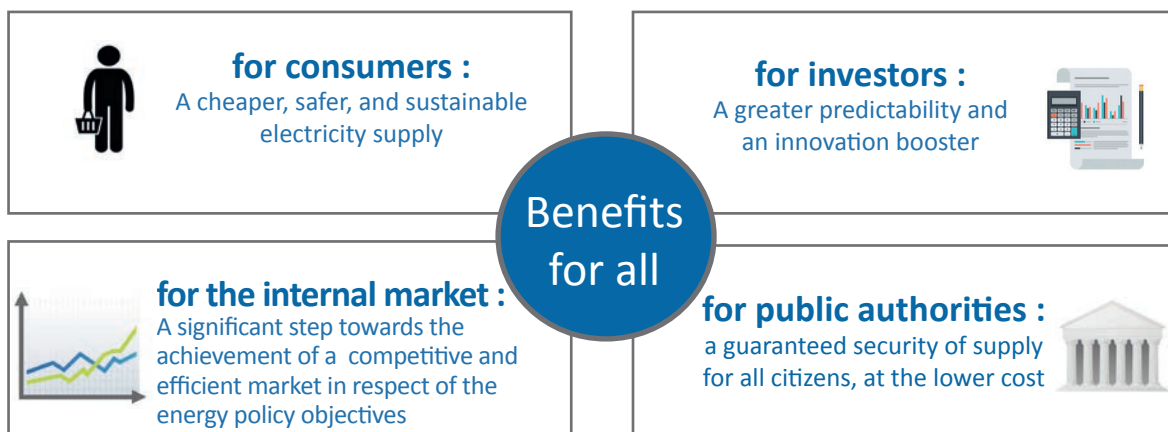 for consumers :
A cheaper, safer, and sustainable
electricity supply
for investors :
A greater predictability and
an innovation booster
Benefits
for all
for the internal market :
A significant step towards the
achievement of a competitive and
efficient market in respect of the
energy policy objectives
for public authorities :
a guaranteed security of supply
for all citizens, at the lower cost